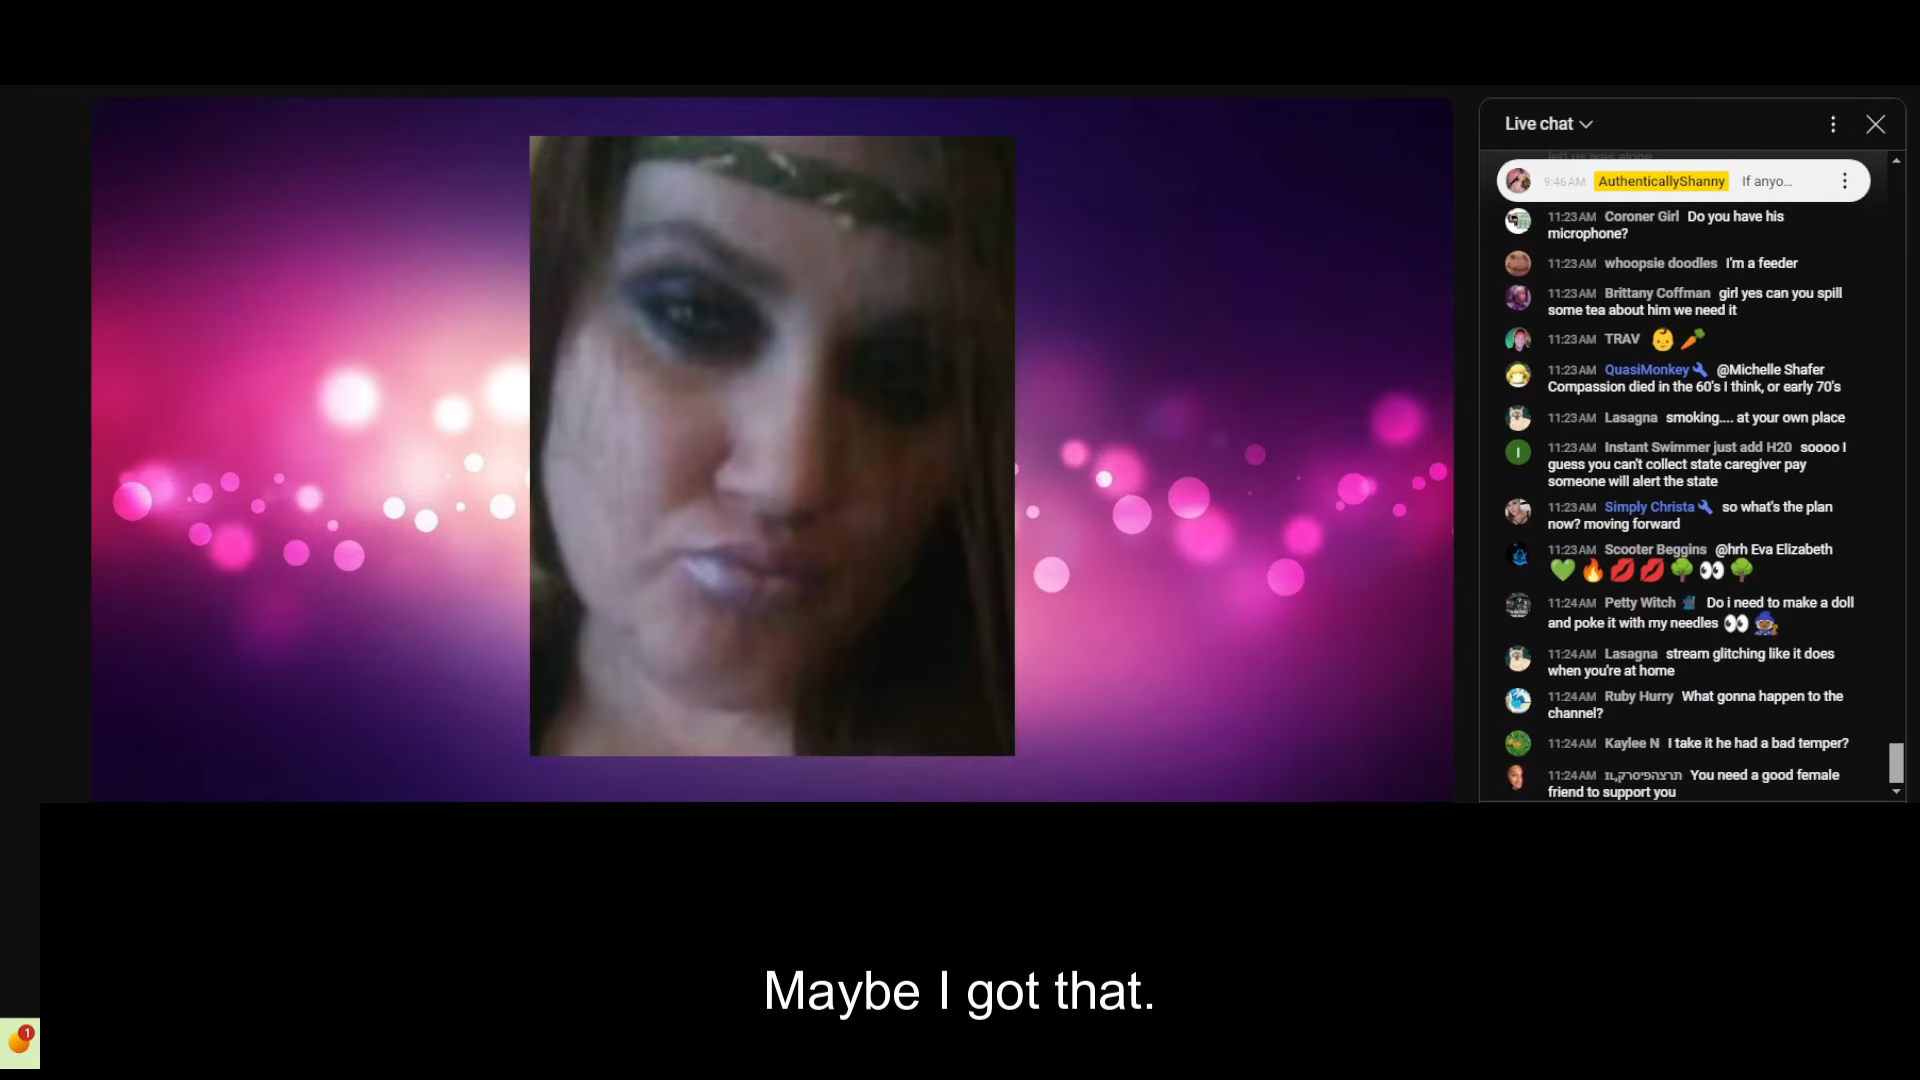 Live chat
9:46 AM AuthenticallyShanny If anyo...
11:23 AM Coroner Girl Do you have his
microphone?
11:23 AM whoopsie doodles I'm a feeder
11:23 AM Brittany Coffman girl yes can you spill
some tea about him we need it
11:23 AM TRAV 👶 🥕
11:23 AM QuasiMonkey @Michelle Shafer
Compassion died in the 60's I think, or early 70's
11:23 AM Lasagna smoking.... at your own place
I
11:23 AM Instant Swimmer just add H20 soooo I
guess you can't collect state caregiver pay
someone will alert the state
11:23 AM Simply Christa so what's the plan
now? moving forward
11:23 AM Scooter Beggins @hrh Eva Elizabeth
💚🔥💋💋🌳👀🌳
11:24 AM Petty Witch Do i need to make a doll
and poke it with my needles 👀
11:24 AM Lasagna stream glitching like it does
when you're at home
11:24 AM Ruby Hurry What gonna happen to the
channel?
11:24 AM Kaylee N I take it he had a bad temper?
11:24 AM You need a good female
friend to support you
Maybe I got that.
1